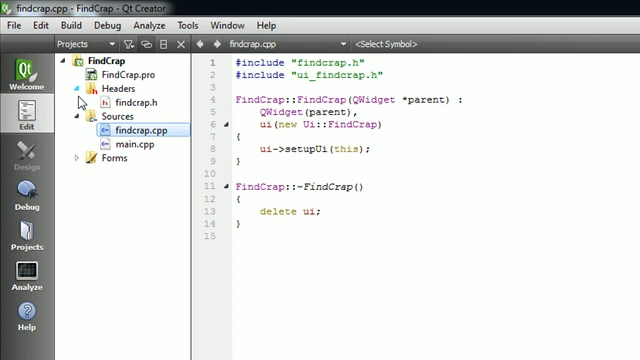 findcrap.cpp - FindCrap - Qt Creator
File Edit Build Debug Analyze Tools Window Help
Projects
findcrap.cpp
<Select Symbol>
Welcome
Edit
Design
Debug
Projects
Analyze
Help
FindCrap
FindCrap.pro
Headers
findcrap.h
Sources
findcrap.cpp
main.cpp
Forms
1 #include "findcrap.h"
2 #include "ui_findcrap.h"
3
4 FindCrap::FindCrap(QWidget *parent) :
5 QWidget(parent),
6 ui(new Ui::FindCrap)
7 {
8 ui->setupUi(this);
9 }
10
11 FindCrap::~FindCrap()
12 {
13 delete ui;
14 }
15